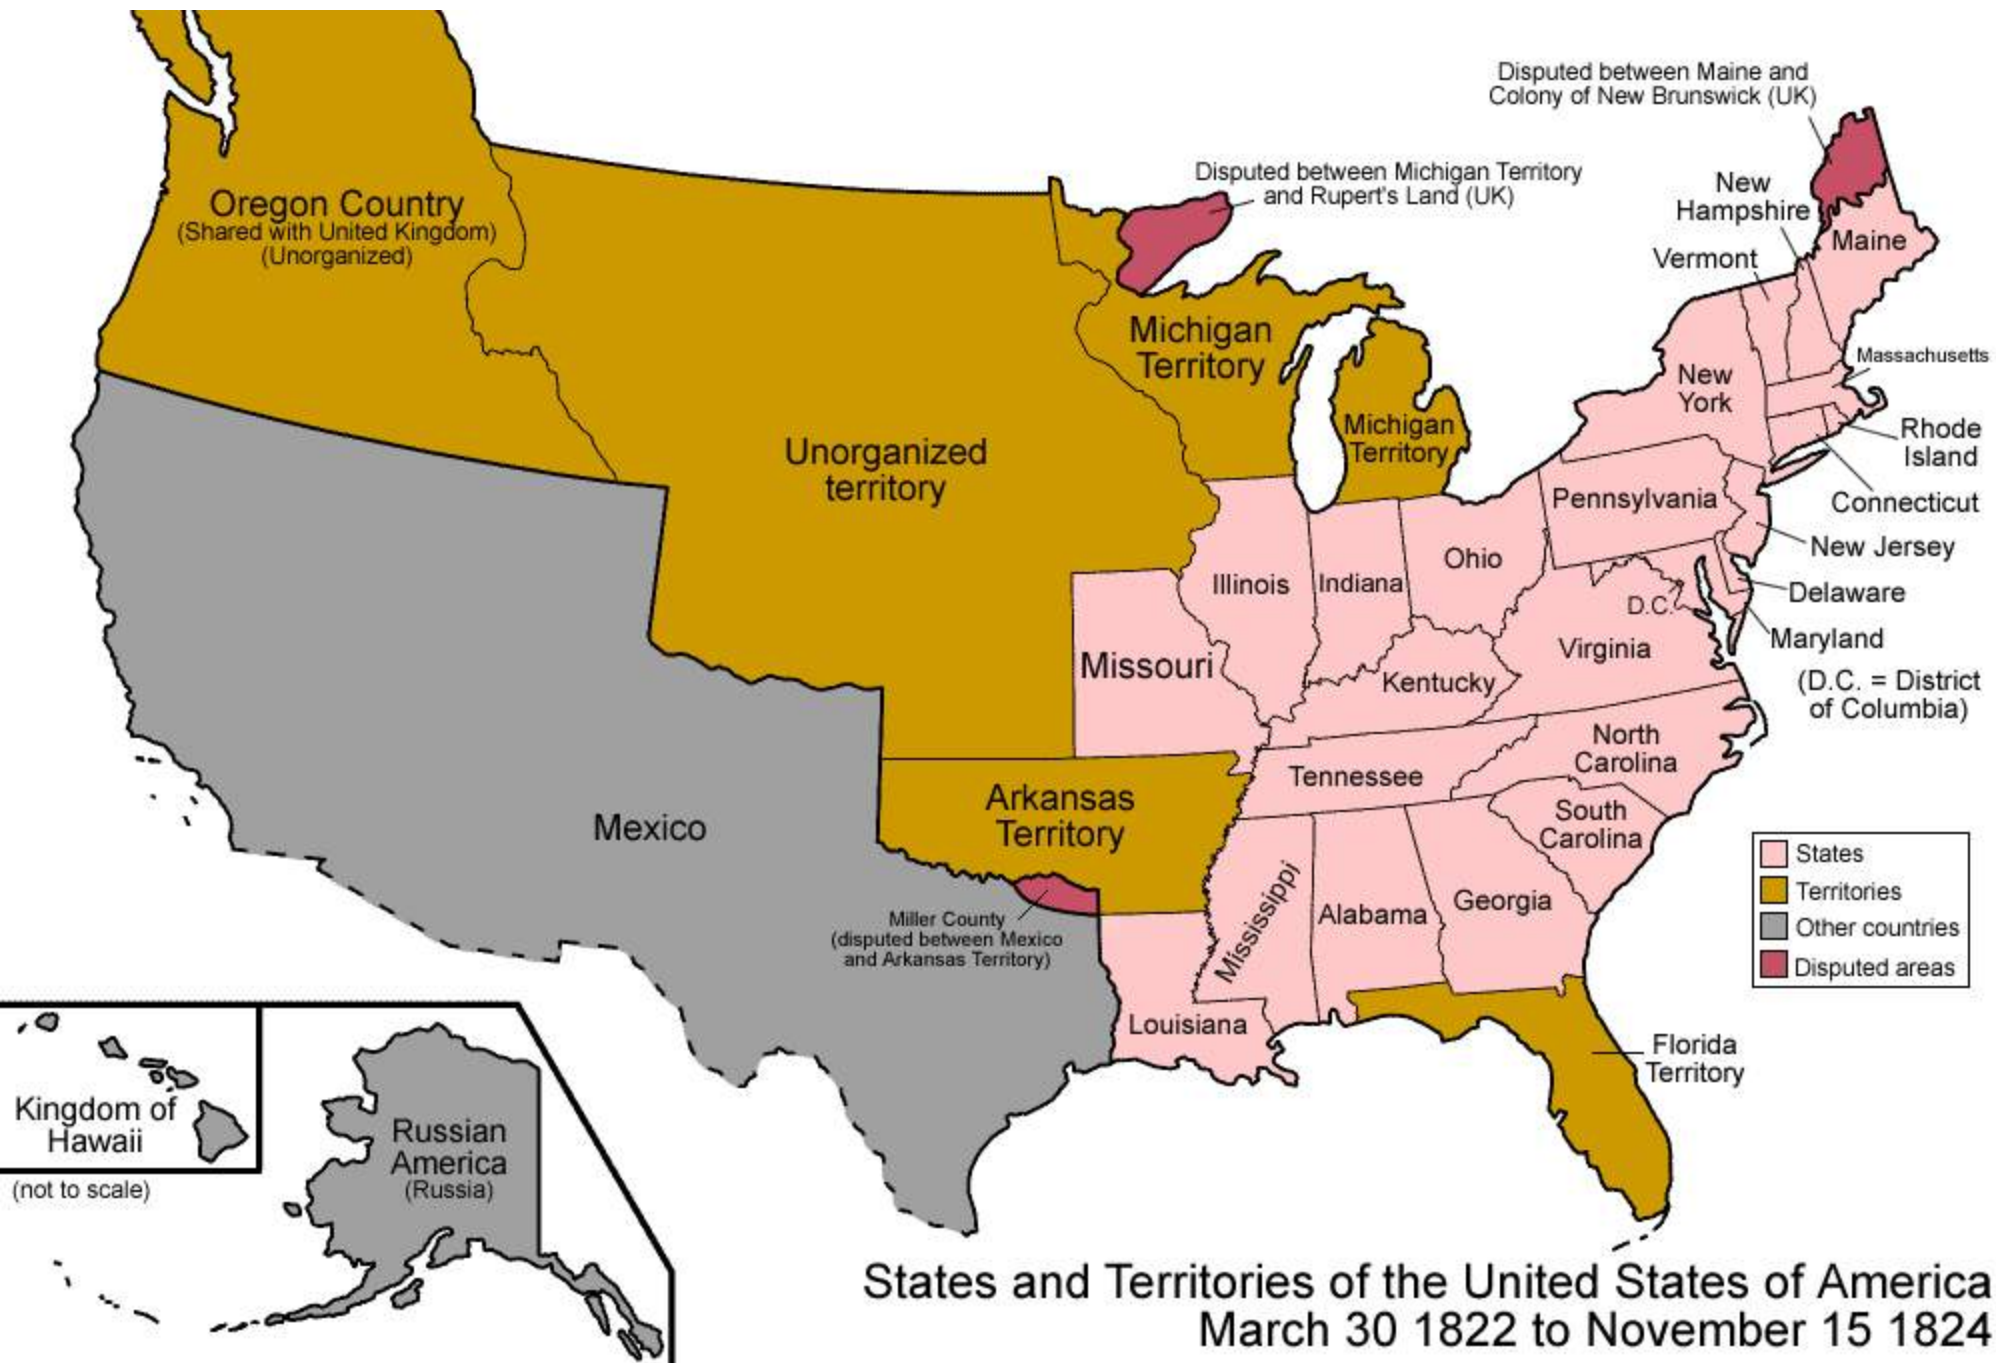 Disputed between Maine and
Colony of New Brunswick (UK)
Disputed between Michigan Territory
and Rupert's Land (UK)
New
Hampshire
Vermont
Maine
Oregon Country
(Shared with United Kingdom)
(Unorganized)
Michigan
Territory
Michigan
Territory
New
York
Massachusetts
Rhode
Island
Connecticut
Unorganized
territory
Pennsylvania
New Jersey
Ohio
Illinois
Indiana
D.C.
Delaware
Maryland
Virginia
(D.C. = District
of Columbia)
Missouri
Kentucky
North
Carolina
Tennessee
South
Carolina
Arkansas
Territory
Mexico
Mississippi
Alabama
Georgia
States
Territories
Other countries
Disputed areas
Miller County
(disputed between Mexico
and Arkansas Territory)
Louisiana
Florida
Territory
Kingdom of
Hawaii
(not to scale)
Russian
America
(Russia)
States and Territories of the United States of America
March 30 1822 to November 15 1824